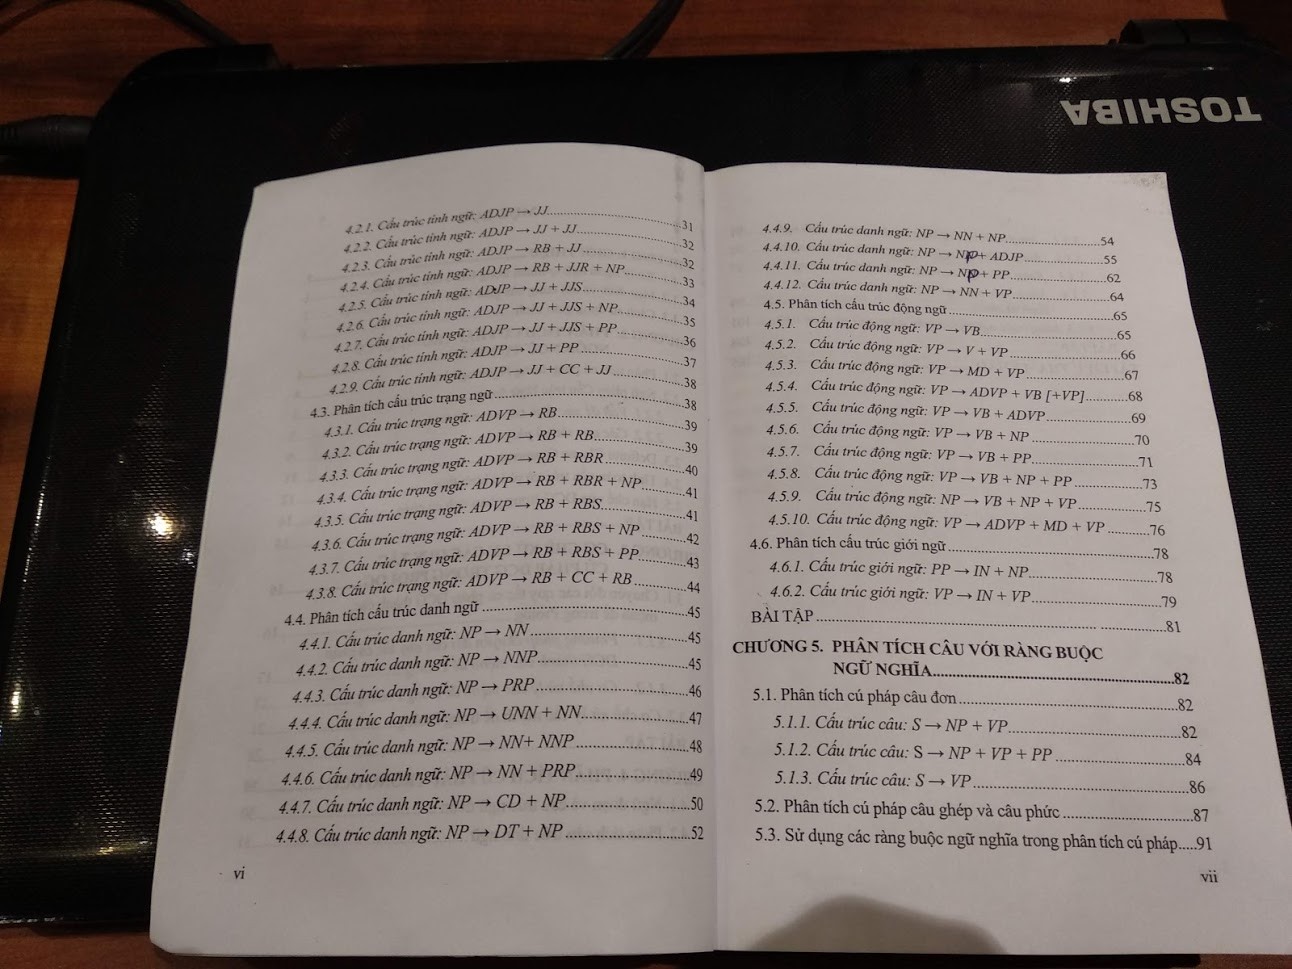 TOSHIBA
4.2.1. Cấu trúc tính ngữ: ADJP → JJ....31
4.2.2. Cấu trúc tính ngữ: ADJP → JJ + JJ....32
4.2.3. Cấu trúc tính ngữ: ADJP → RB + JJ....32
4.2.4. Cấu trúc tính ngữ: ADJP → RB + JJR + NP....33
4.2.5. Cấu trúc tính ngữ: ADJP → JJ + JJS....34
4.2.6. Cấu trúc tính ngữ: ADJP → JJ + JJS + NP....35
4.2.7. Cấu trúc tính ngữ: ADJP → JJ + JJS + PP....36
4.2.8. Cấu trúc tính ngữ: ADJP → JJ + PP....37
4.2.9. Cấu trúc tính ngữ: ADJP → JJ + CC + JJ....38
4.3. Phân tích cấu trúc trạng ngữ....38
4.3.1. Cấu trúc trạng ngữ: ADVP → RB....39
4.3.2. Cấu trúc trạng ngữ: ADVP → RB + RB....39
4.3.3. Cấu trúc trạng ngữ: ADVP → RB + RBR....40
4.3.4. Cấu trúc trạng ngữ: ADVP → RB + RBR + NP....41
4.3.5. Cấu trúc trạng ngữ: ADVP → RB + RBS....41
4.3.6. Cấu trúc trạng ngữ: ADVP → RB + RBS + NP....42
4.3.7. Cấu trúc trạng ngữ: ADVP → RB + RBS + PP....43
4.3.8. Cấu trúc trạng ngữ: ADVP → RB + CC + RB....44
4.4. Phân tích cấu trúc danh ngữ....45
4.4.1. Cấu trúc danh ngữ: NP → NN....45
4.4.2. Cấu trúc danh ngữ: NP → NNP....45
4.4.3. Cấu trúc danh ngữ: NP → PRP....46
4.4.4. Cấu trúc danh ngữ: NP → UNN + NN....47
4.4.5. Cấu trúc danh ngữ: NP → NN+ NNP....48
4.4.6. Cấu trúc danh ngữ: NP → NN + PRP....49
4.4.7. Cấu trúc danh ngữ: NP → CD + NP....50
4.4.8. Cấu trúc danh ngữ: NP → DT + NP....52
vi
4.4.9. Cấu trúc danh ngữ: NP → NN + NP....54
4.4.10. Cấu trúc danh ngữ: NP → NP+ ADJP....55
4.4.11. Cấu trúc danh ngữ: NP → NP+ PP....62
4.4.12. Cấu trúc danh ngữ: NP → NN + VP....64
4.5. Phân tích cấu trúc động ngữ....65
4.5.1. Cấu trúc động ngữ: VP → VB....65
4.5.2. Cấu trúc động ngữ: VP → V + VP....66
4.5.3. Cấu trúc động ngữ: VP → MD + VP....67
4.5.4. Cấu trúc động ngữ: VP → ADVP + VB [+VP]....68
4.5.5. Cấu trúc động ngữ: VP → VB + ADVP....69
4.5.6. Cấu trúc động ngữ: VP → VB + NP....70
4.5.7. Cấu trúc động ngữ: VP → VB + PP....71
4.5.8. Cấu trúc động ngữ: VP → VB + NP + PP....73
4.5.9. Cấu trúc động ngữ: NP → VB + NP + VP....75
4.5.10. Cấu trúc động ngữ: VP → ADVP + MD + VP....76
4.6. Phân tích cấu trúc giới ngữ....78
4.6.1. Cấu trúc giới ngữ: PP → IN + NP....78
4.6.2. Cấu trúc giới ngữ: VP → IN + VP....79
BÀI TẬP....81
CHƯƠNG 5. PHÂN TÍCH CÂU VỚI RÀNG BUỘC
NGỮ NGHĨA....82
5.1. Phân tích cú pháp câu đơn....82
5.1.1. Cấu trúc câu: S → NP + VP....82
5.1.2. Cấu trúc câu: S → NP + VP + PP....84
5.1.3. Cấu trúc câu: S → VP....86
5.2. Phân tích cú pháp câu ghép và câu phức....87
5.3. Sử dụng các ràng buộc ngữ nghĩa trong phân tích cú pháp....91
vii